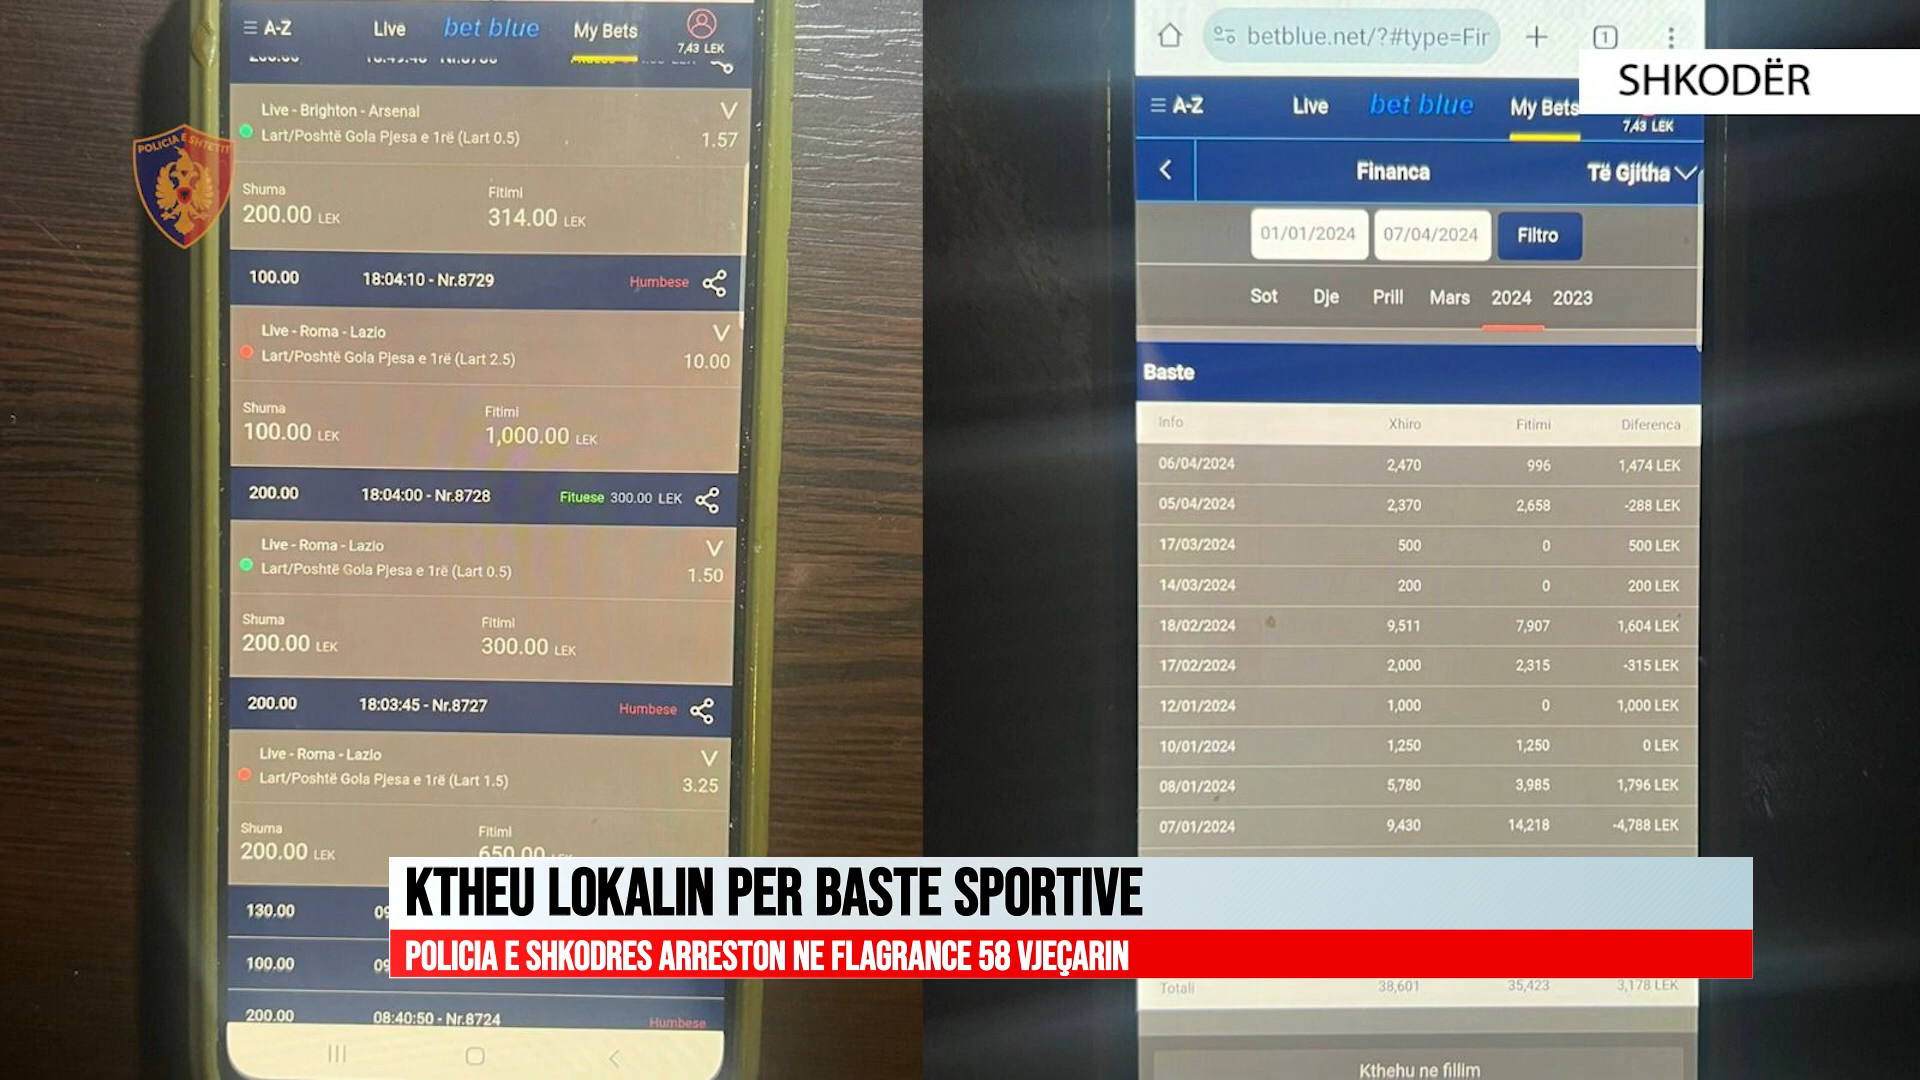 A-Z Live bet blue My Bets
7,43 LEK
Live - Brighton - Arsenal
Lart/Poshtë Gola Pjesa e 1rë (Lart 0.5) 1.57
POLICIA E SHTETIT
Shuma Fitimi
200.00 LEK 314.00 LEK
100.00 18:04:10 - Nr.8729 Humbese
Live - Roma - Lazio
Lart/Poshtë Gola Pjesa e 1rë (Lart 2.5) 10.00
Shuma Fitimi
100.00 LEK 1,000.00 LEK
200.00 18:04:00 - Nr.8728 Fituese 300.00 LEK
Live - Roma - Lazio
Lart/Poshtë Gola Pjesa e 1rë (Lart 0.5) 1.50
Shuma Fitimi
200.00 LEK 300.00 LEK
200.00 18:03:45 - Nr.8727 Humbese
Live - Roma - Lazio
Lart/Poshtë Gola Pjesa e 1rë (Lart 1.5) 3.25
Shuma Fitimi
200.00 LEK 650.00
130.00
100.00
200.00 08:40:50 - Nr.8724 Humbese
betblue.net/?#type=Fir 1
SHKODËR
A-Z Live bet blue My Bets
7,43 LEK
Financa Të Gjitha
01/01/2024 07/04/2024 Filtro
Sot Dje Prill Mars 2024 2023
Baste
Info Xhiro Fitimi Diferenca
06/04/2024 2,470 996 1,474 LEK
05/04/2024 2,370 2,658 -288 LEK
17/03/2024 500 0 500 LEK
14/03/2024 200 0 200 LEK
18/02/2024 9,511 7,907 1,604 LEK
17/02/2024 2,000 2,315 -315 LEK
12/01/2024 1,000 0 1,000 LEK
10/01/2024 1,250 1,250 0 LEK
08/01/2024 5,780 3,985 1,796 LEK
07/01/2024 9,430 14,218 -4,788 LEK
Totali 38,601 35,423 3,178 LEK
Kthehu ne fillim
KTHEU LOKALIN PER BASTE SPORTIVE
POLICIA E SHKODRES ARRESTON NE FLAGRANCE 58 VJEÇARIN